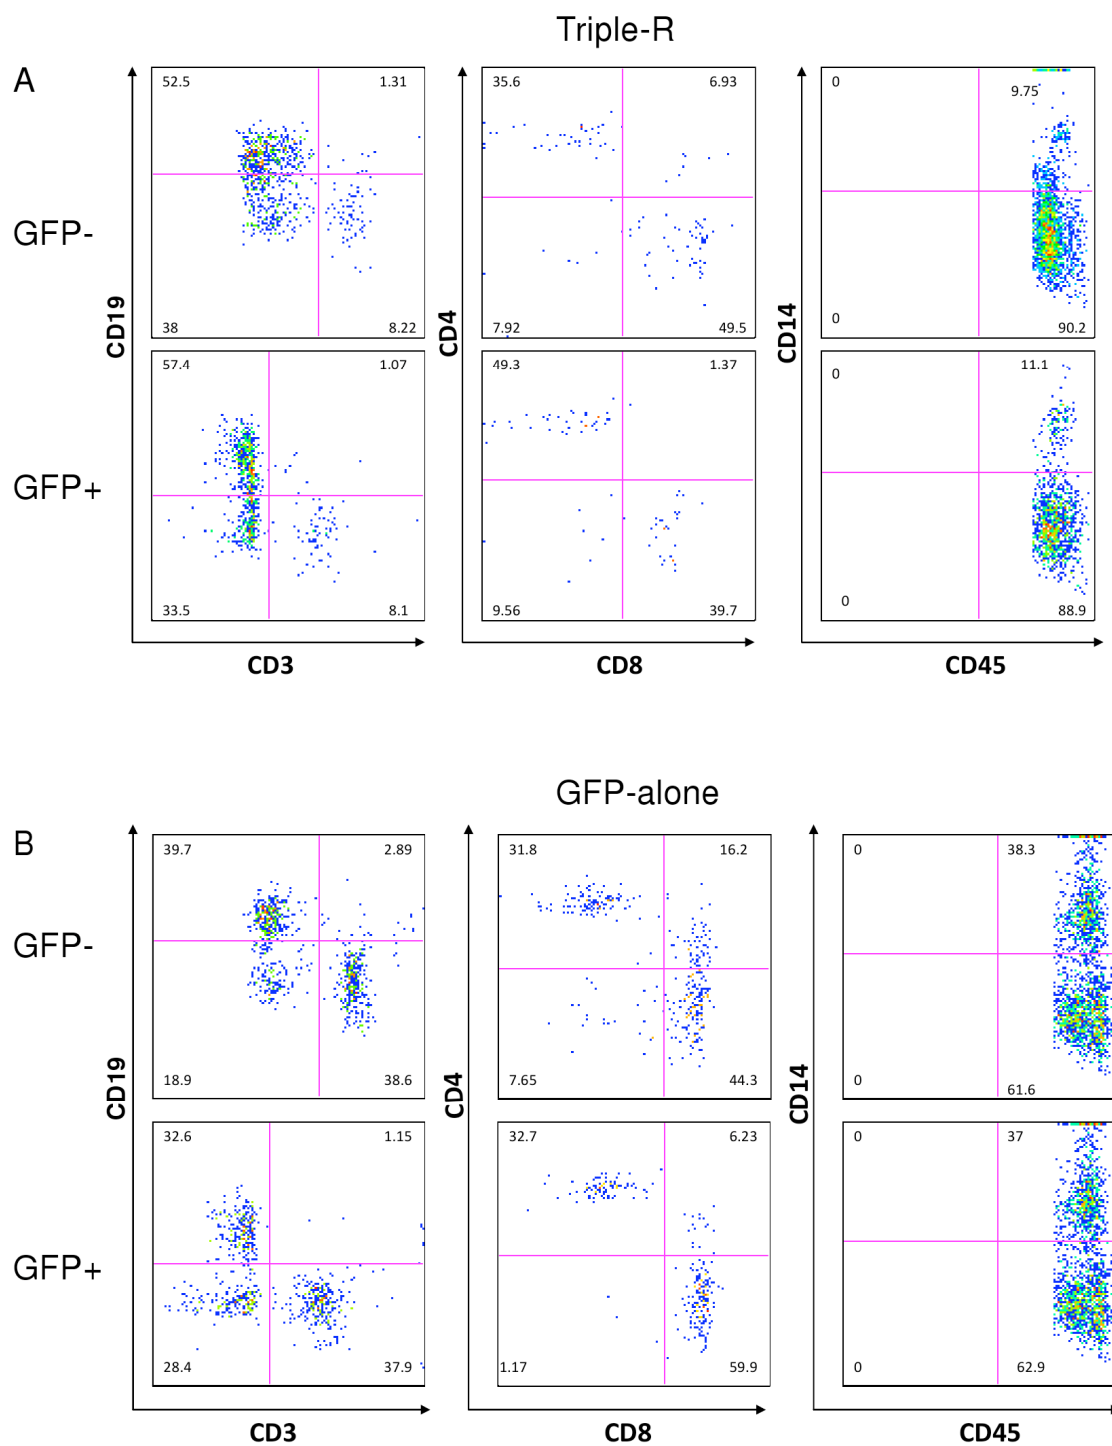 Triple-R
A
52.5 1.31 35.6 6.93 0 9.75
GFP-
CD19 CD4 CD14
38 8.22 7.92 49.5 0 90.2
57.4 1.07 49.3 1.37 0 11.1
GFP+
33.5 8.1 9.56 39.7 0 88.9
CD3 CD8 CD45
GFP-alone
B
39.7 2.89 31.8 16.2 0 38.3
GFP-
CD19 CD4 CD14
18.9 38.6 7.65 44.3 0 61.6
32.6 1.15 32.7 6.23 0 37
GFP+
28.4 37.9 1.17 59.9 0 62.9
CD3 CD8 CD45